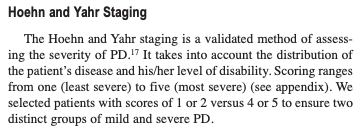 Hoehn and Yahr Staging
The Hoehn and Yahr staging is a validated method of assess-
ing the severity of PD.17 It takes into account the distribution of
the patient's disease and his/her level of disability. Scoring ranges
from one (least severe) to five (most severe) (see appendix). We
selected patients with scores of 1 or 2 versus 4 or 5 to ensure two
distinct groups of mild and severe PD.